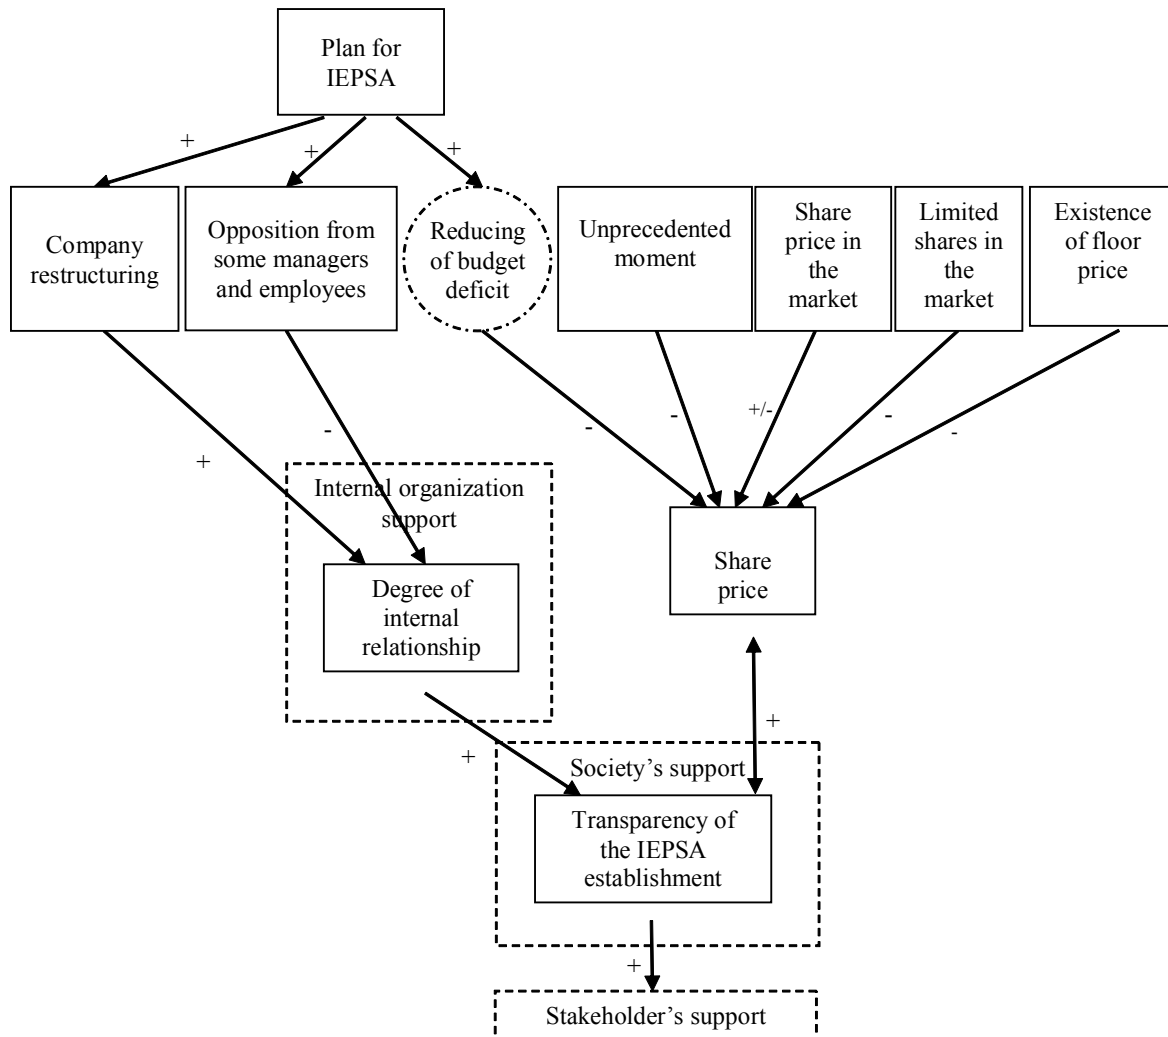 Plan for
IEPSA
+
+
+
Company
restructuring
Opposition from
some managers
and employees
Reducing
of budget
deficit
Unprecedented
moment
Share
price in
the
market
Limited
shares in
the
market
Existence
of floor
price
+
-
-
-
+/-
-
-
Internal organization
support
Degree of
internal
relationship
Share
price
+
+
Society’s support
Transparency of
the IEPSA
establishment
+
Stakeholder’s support